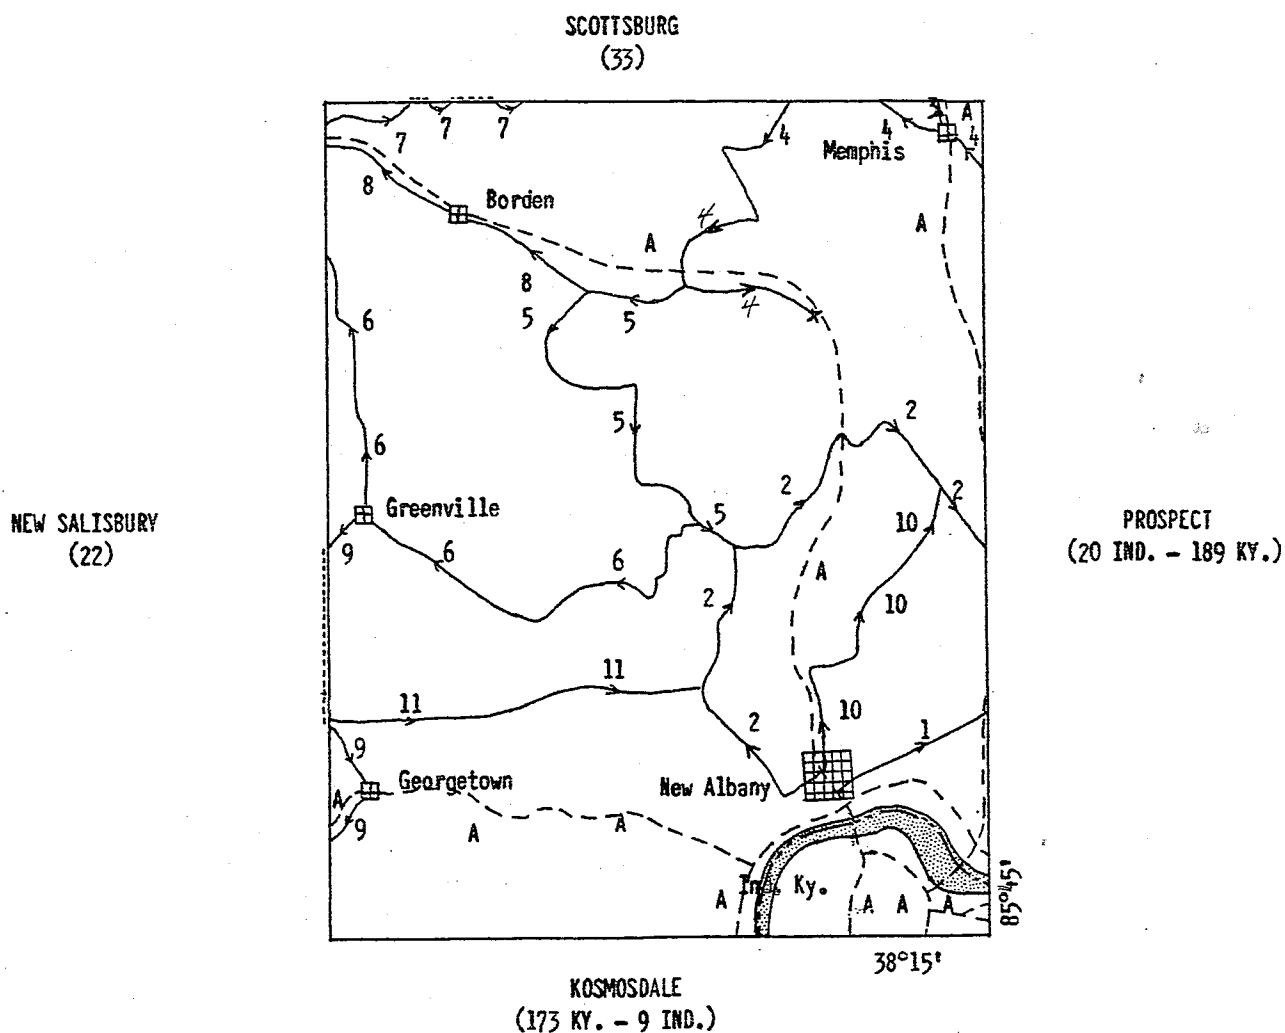 SCOTTSBURG
(33)
3 A
7 7 7 4 Memphis 4 4
8 Borden
4 A A
8
5 5 4
6
5 2
6
2 2
Greenville 5 10
NEW SALISBURY
(22)
PROSPECT
(20 IND. - 189 KY.)
9 6 6 A
2 10
11
11 2 10 1
9
Georgetown New Albany
A
9 A A
Ind. Ky.
A A A A
85°45'
38°15'
KOSMOSDALE
(173 KY. - 9 IND.)